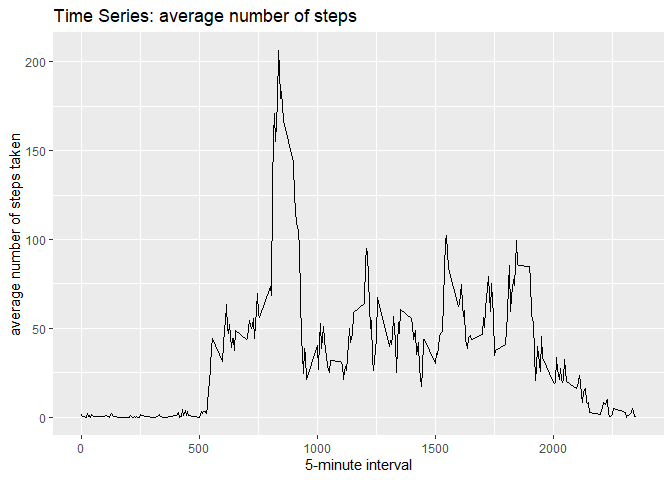 Time Series: average number of steps
200
150
100
50
0
average number of steps taken
0 500 1000 1500 2000
5-minute interval